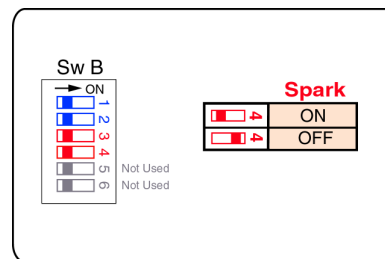 Sw B
ON
1
2
3
4
5 Not Used
6 Not Used
Spark
4 ON
4 OFF